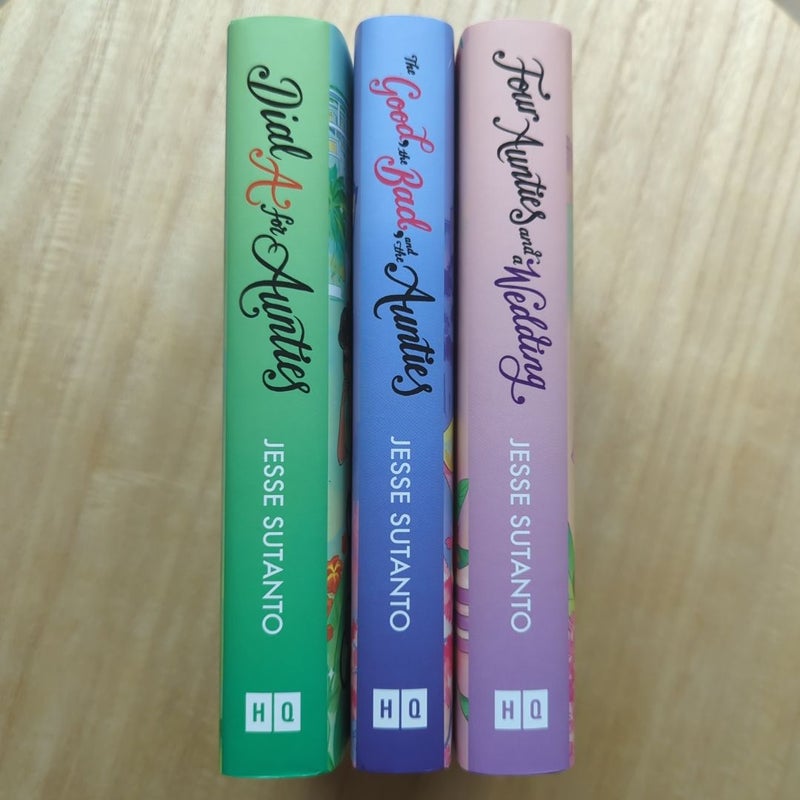 Dial A for Aunties
JESSE SUTANTO
HQ
The Good, the Bad, and the Aunties
JESSE SUTANTO
HQ
Four Aunties and a Wedding
JESSE SUTANTO
HQ